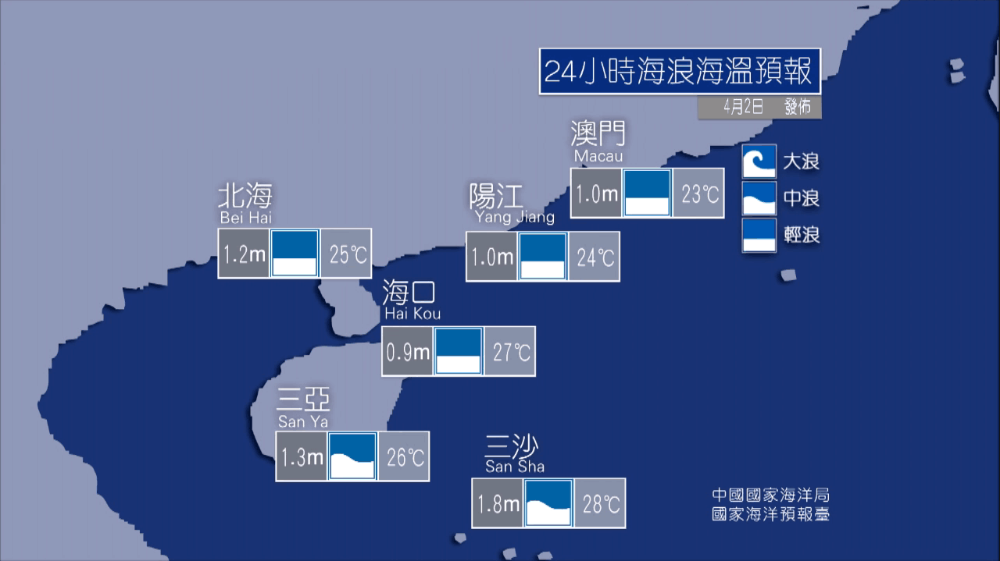 24小時海浪海溫預報
4月2日 發佈
澳門
Macau
1.0m 23℃
大浪
中浪
輕浪
北海
Bei Hai
1.2m 25℃
陽江
Yang Jiang
1.0m 24℃
海口
Hai Kou
0.9m 27℃
三亞
San Ya
1.3m 26℃
三沙
San Sha
1.8m 28℃
中國國家海洋局
國家海洋預報臺